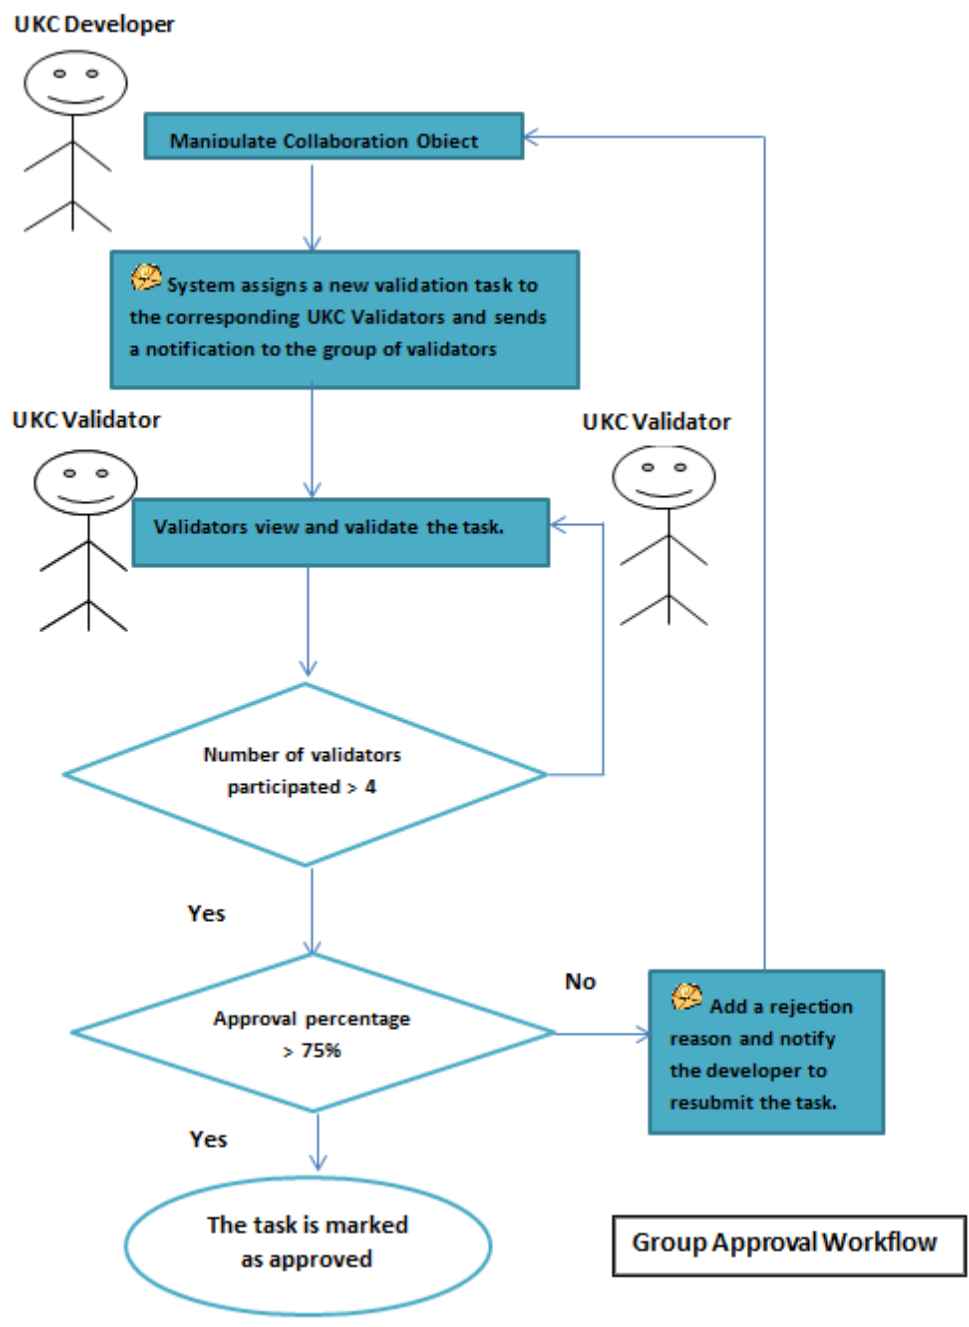 UKC Developer
Manipulate Collaboration Object
System assigns a new validation task to
the corresponding UKC Validators and sends
a notification to the group of validators
UKC Validator
UKC Validator
Validators view and validate the task.
Number of validators
participated > 4
Yes
No
Approval percentage
> 75%
Add a rejection
reason and notify
the developer to
resubmit the task.
Yes
The task is marked
as approved
Group Approval Workflow